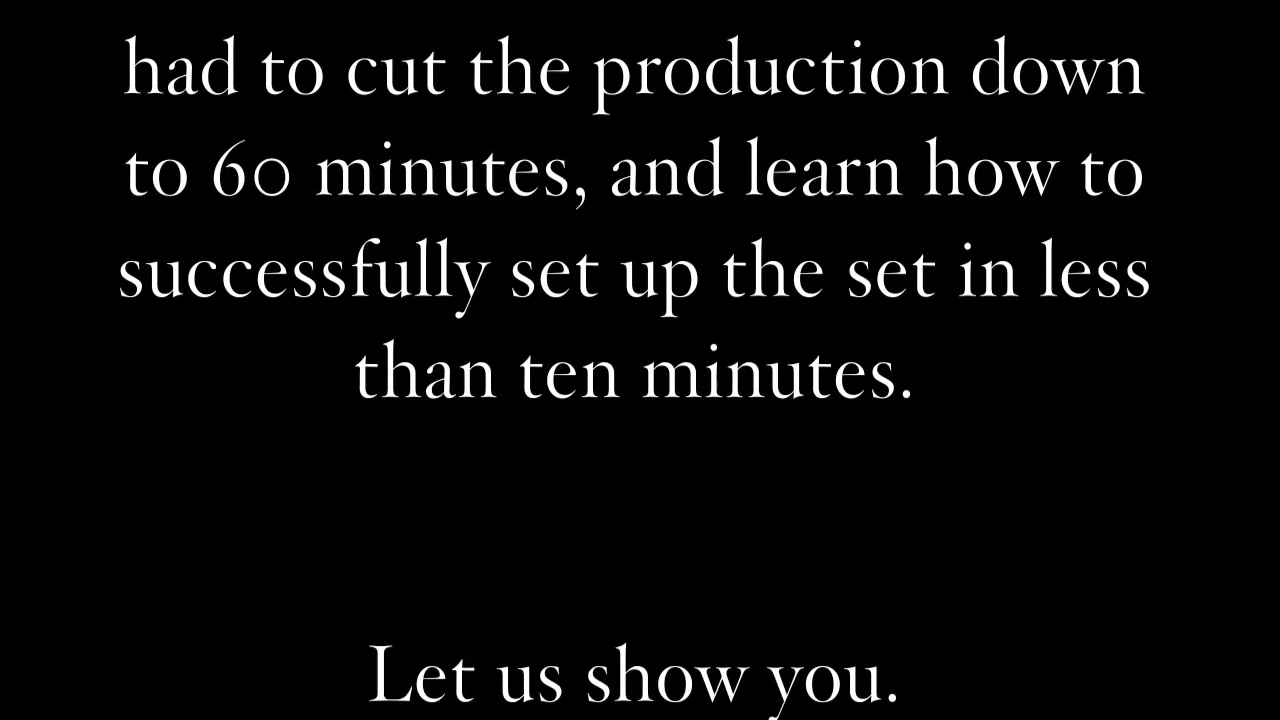 had to cut the production down
to 60 minutes, and learn how to
successfully set up the set in less
than ten minutes.
Let us show you.